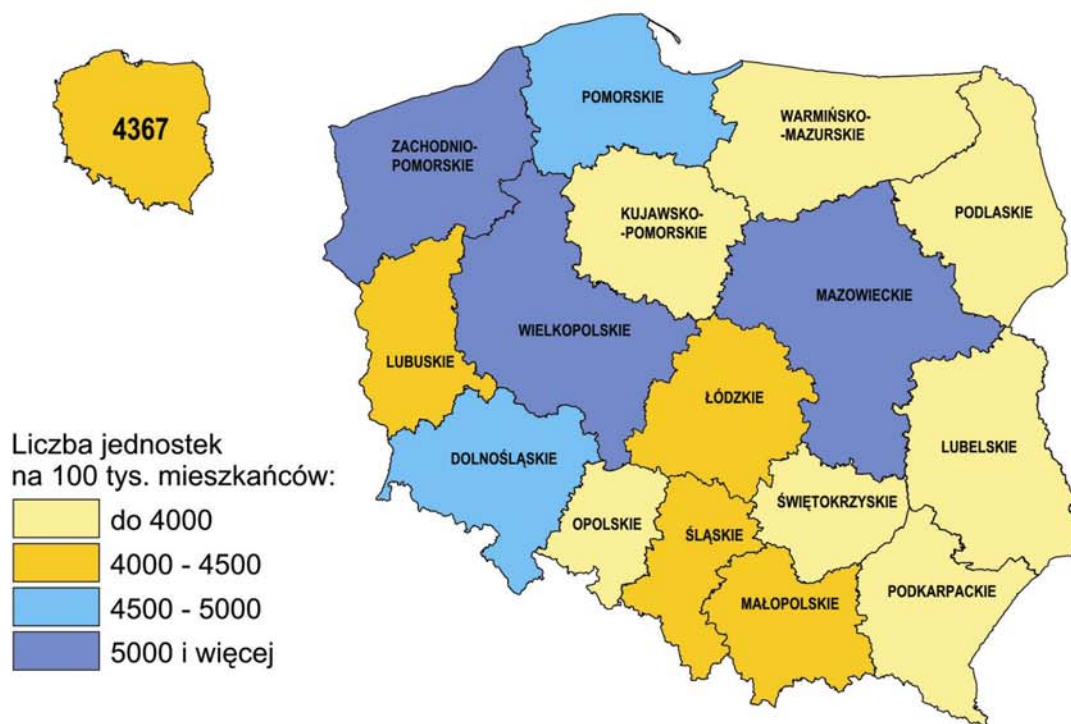 4367
POMORSKIE
WARMIŃSKO-
-MAZURSKIE
ZACHODNIO-
POMORSKIE
KUJAWSKO-
-POMORSKIE
PODLASKIE
MAZOWIECKIE
WIELKOPOLSKIE
LUBUSKIE
ŁÓDZKIE
LUBELSKIE
DOLNOŚLĄSKIE
ŚWIĘTOKRZYSKIE
OPOLSKIE
ŚLĄSKIE
PODKARPACKIE
MAŁOPOLSKIE
Liczba jednostek
na 100 tys. mieszkańców:
do 4000
4000 - 4500
4500 - 5000
5000 i więcej